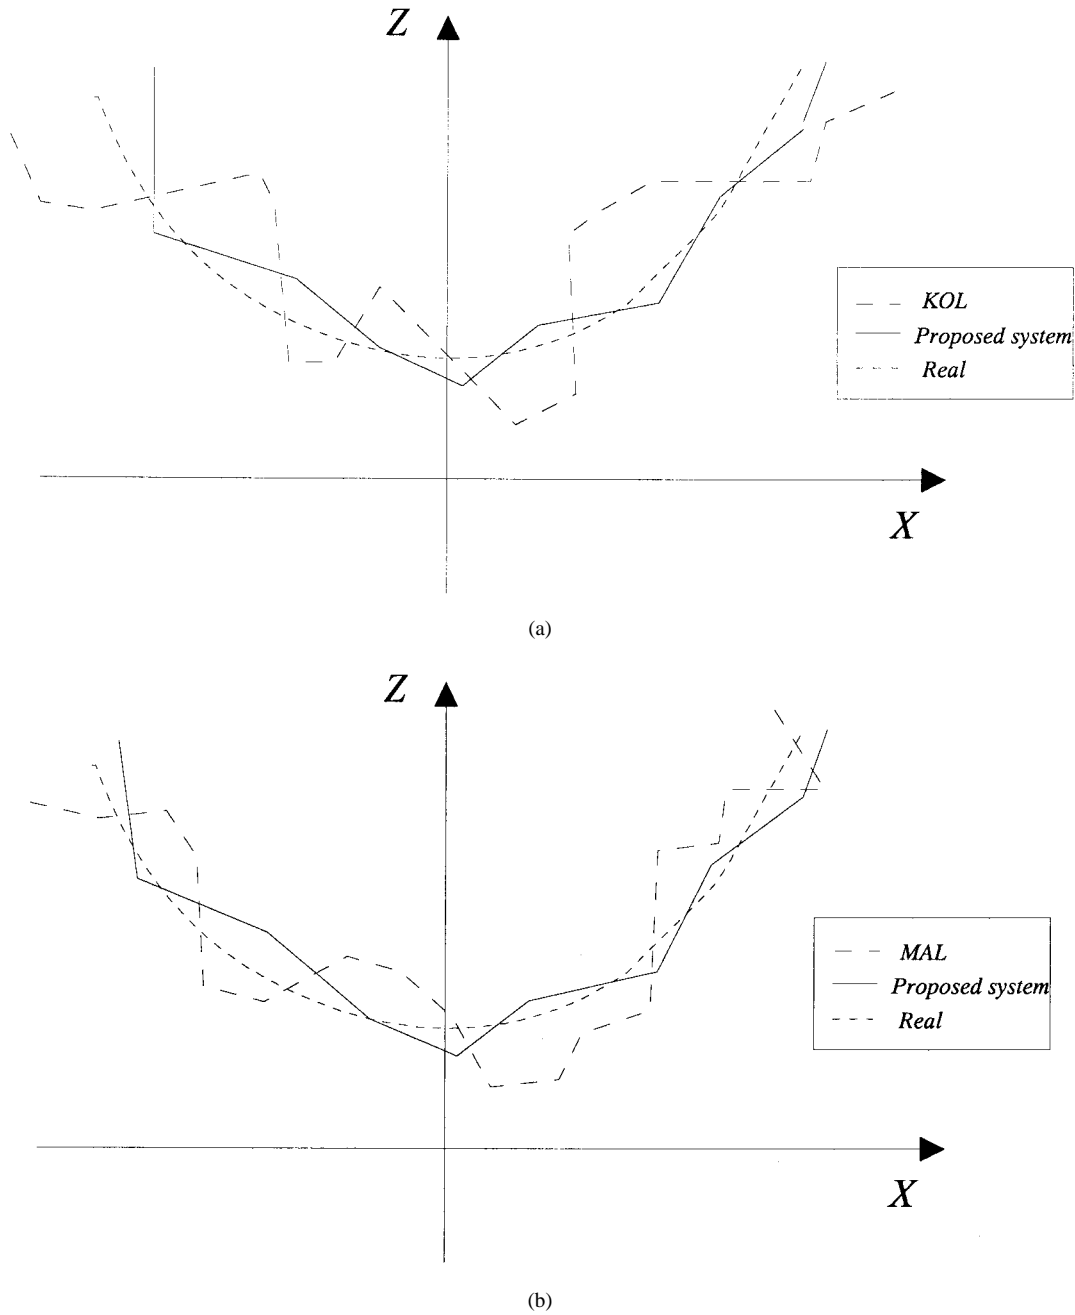 Z
KOL
Proposed system
Real
X
(a)
Z
MAL
Proposed system
Real
X
(b)